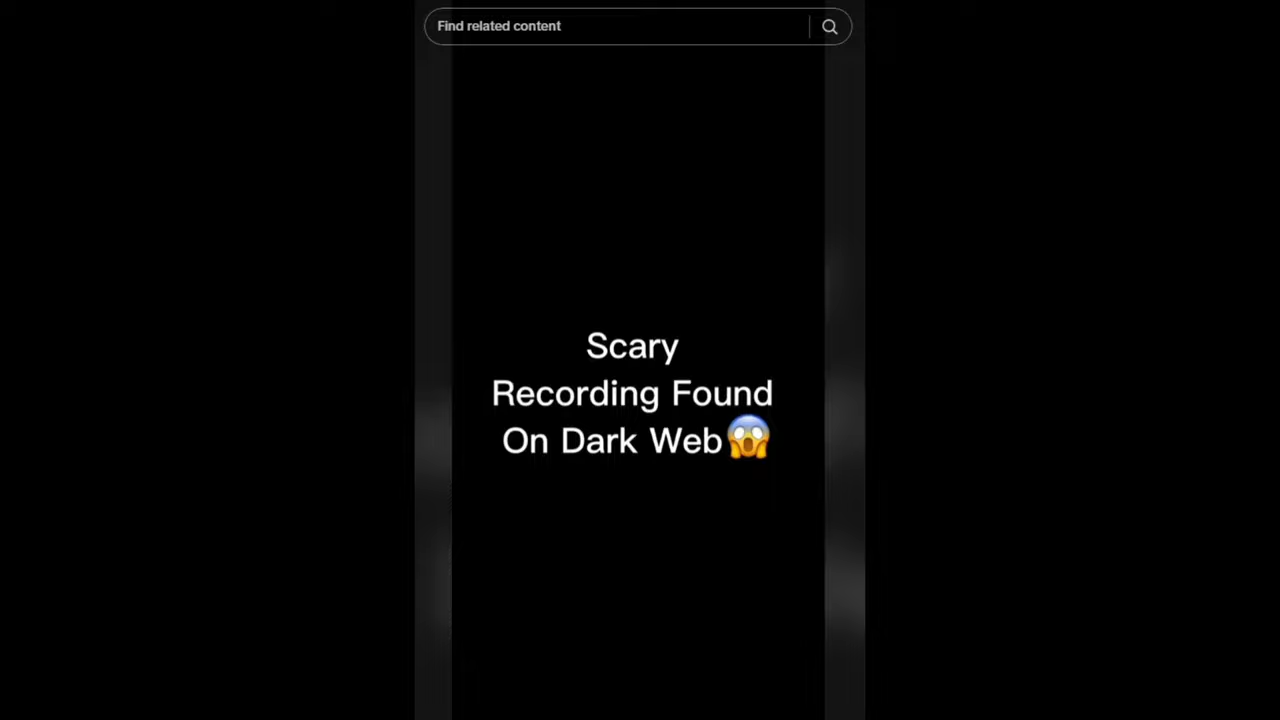 Find related content
Scary
Recording Found
On Dark Web😱